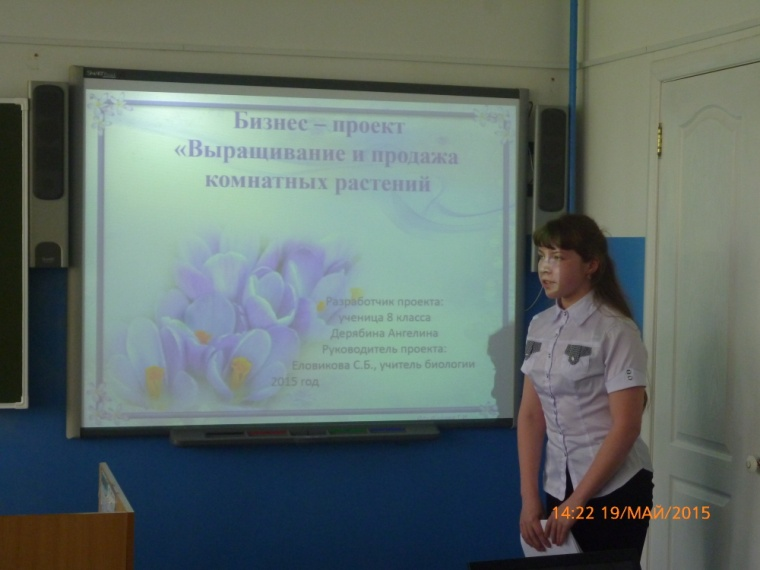 Бизнес – проект
«Выращивание и продажа
комнатных растений
Разработчик проекта:
ученица 8 класса
Дерябина Ангелина
Руководитель проекта:
Еловикова С.Б., учитель биологии
2015 год
14:22 19/МАЙ/2015